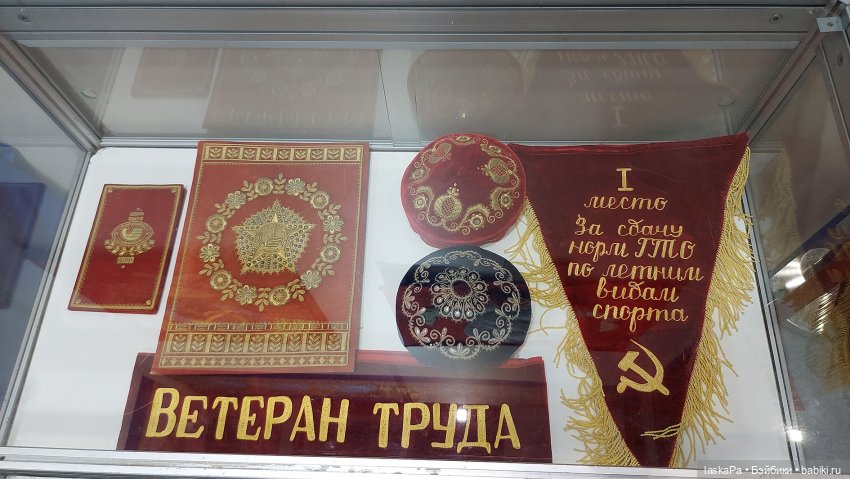 ВЕТЕРАН ТРУДА
I
место
За сдачу
норм ГТО
по летним
видам
спорта
laskaPa • Бэйбики • babiki.ru